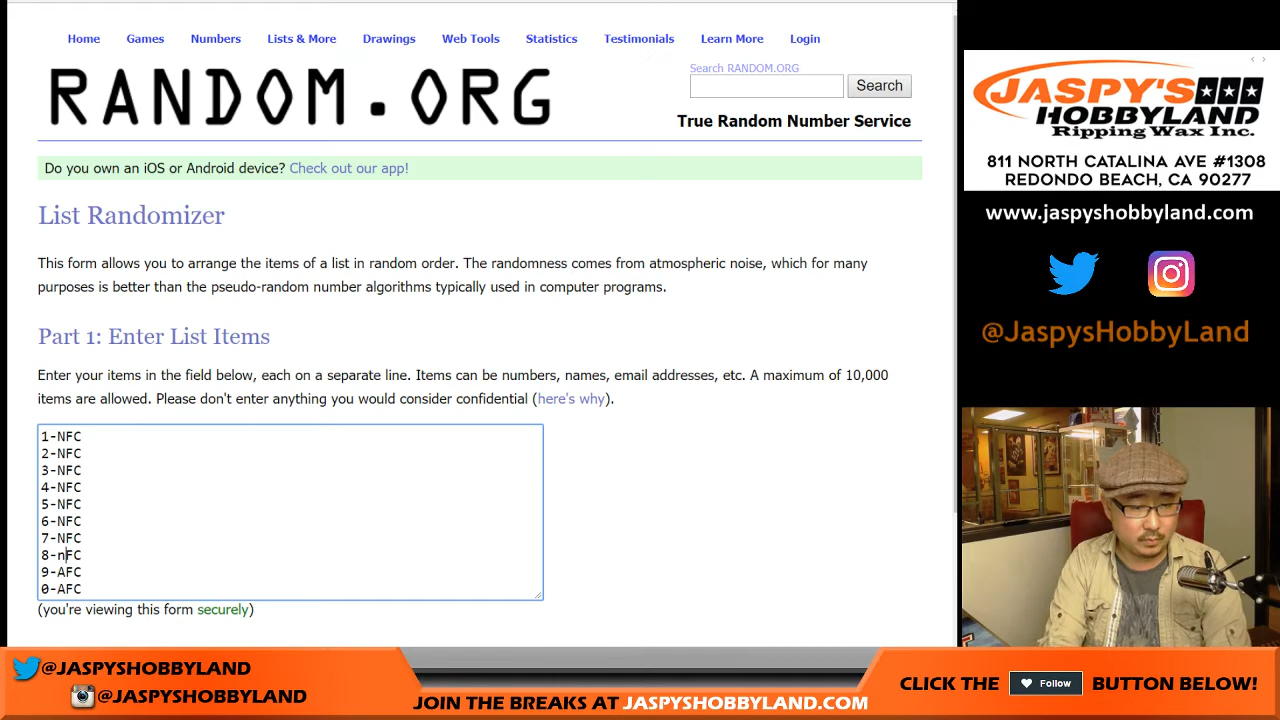 Home Games Numbers Lists & More Drawings Web Tools Statistics Testimonials Learn More Login
RANDOM.ORG
Search RANDOM.ORG
Search
True Random Number Service
Do you own an iOS or Android device? Check out our app!
List Randomizer
This form allows you to arrange the items of a list in random order. The randomness comes from atmospheric noise, which for many
purposes is better than the pseudo-random number algorithms typically used in computer programs.
Part 1: Enter List Items
Enter your items in the field below, each on a separate line. Items can be numbers, names, email addresses, etc. A maximum of 10,000
items are allowed. Please don't enter anything you would consider confidential (here's why).
1-NFC
2-NFC
3-NFC
4-NFC
5-NFC
6-NFC
7-NFC
8-nFC
9-AFC
0-AFC
(you're viewing this form securely)
JASPY'S
HOBBYLAND
Ripping Wax Inc.
811 NORTH CATALINA AVE #1308
REDONDO BEACH, CA 90277
www.jaspyshobbyland.com
@JaspysHobbyLand
@JASPYSHOBBYLAND
@JASPYSHOBBYLAND
JOIN THE BREAKS AT JASPYSHOBBYLAND.COM
CLICK THE Follow BUTTON BELOW!